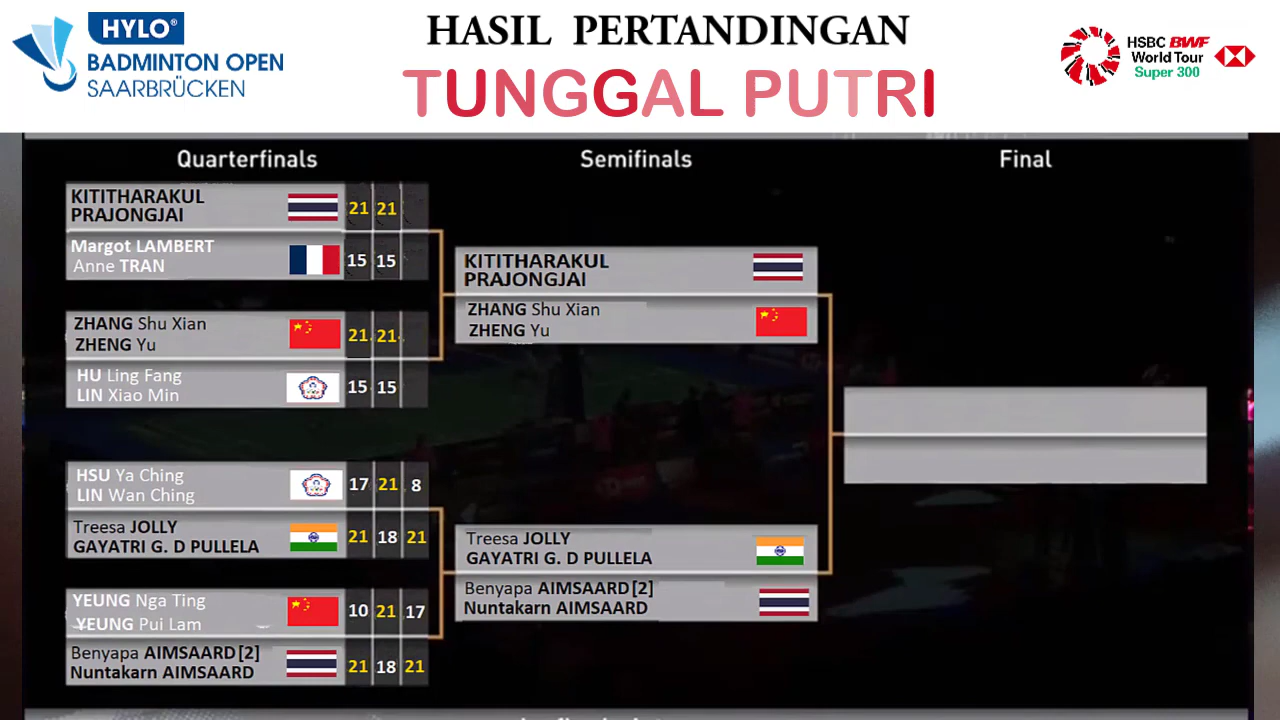 HYLO®
BADMINTON OPEN
SAARBRÜCKEN
HASIL PERTANDINGAN
TUNGGAL PUTRI
HSBC BWF
World Tour
Super 300
Quarterfinals
Semifinals
Final
KITITHARAKUL
PRAJONGJAI
21 21
Margot LAMBERT
Anne TRAN
15 15
ZHANG Shu Xian
ZHENG Yu
21 21
HU Ling Fang
LIN Xiao Min
15 15
HSU Ya Ching
LIN Wan Ching
17 21 8
Treesa JOLLY
GAYATRI G. D PULLELA
21 18 21
YEUNG Nga Ting
YEUNG Pui Lam
10 21 17
Benyapa AIMSAARD[2]
Nuntakarn AIMSAARD
21 18 21
KITITHARAKUL
PRAJONGJAI
ZHANG Shu Xian
ZHENG Yu
Treesa JOLLY
GAYATRI G. D PULLELA
Benyapa AIMSAARD[2]
Nuntakarn AIMSAARD